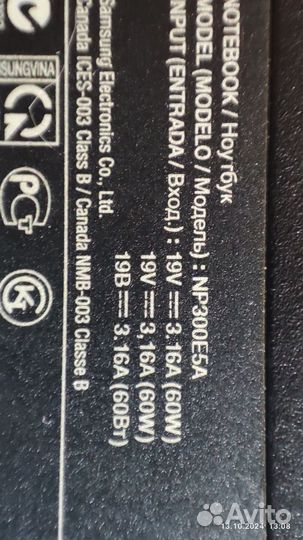 NOTEBOOK / Ноутбук
MODEL (MODELO / Модель) : NP300E5A
INPUT (ENTRADA / Вход.) : 19V 3.16A (60W)
19V 3,16A (60W)
19В 3.16A (60Вт)
Samsung Electronics Co., Ltd.
Canada ICES-003 Class B / Canada NMB-003 Classe B
SUNGVINA
Avito
13.10.2024 13:08